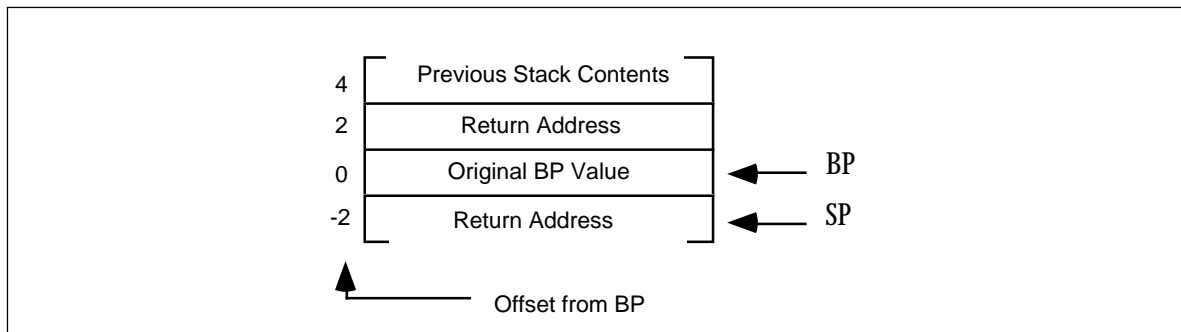 4 Previous Stack Contents
2 Return Address
0 Original BP Value BP
-2 Return Address SP
Offset from BP